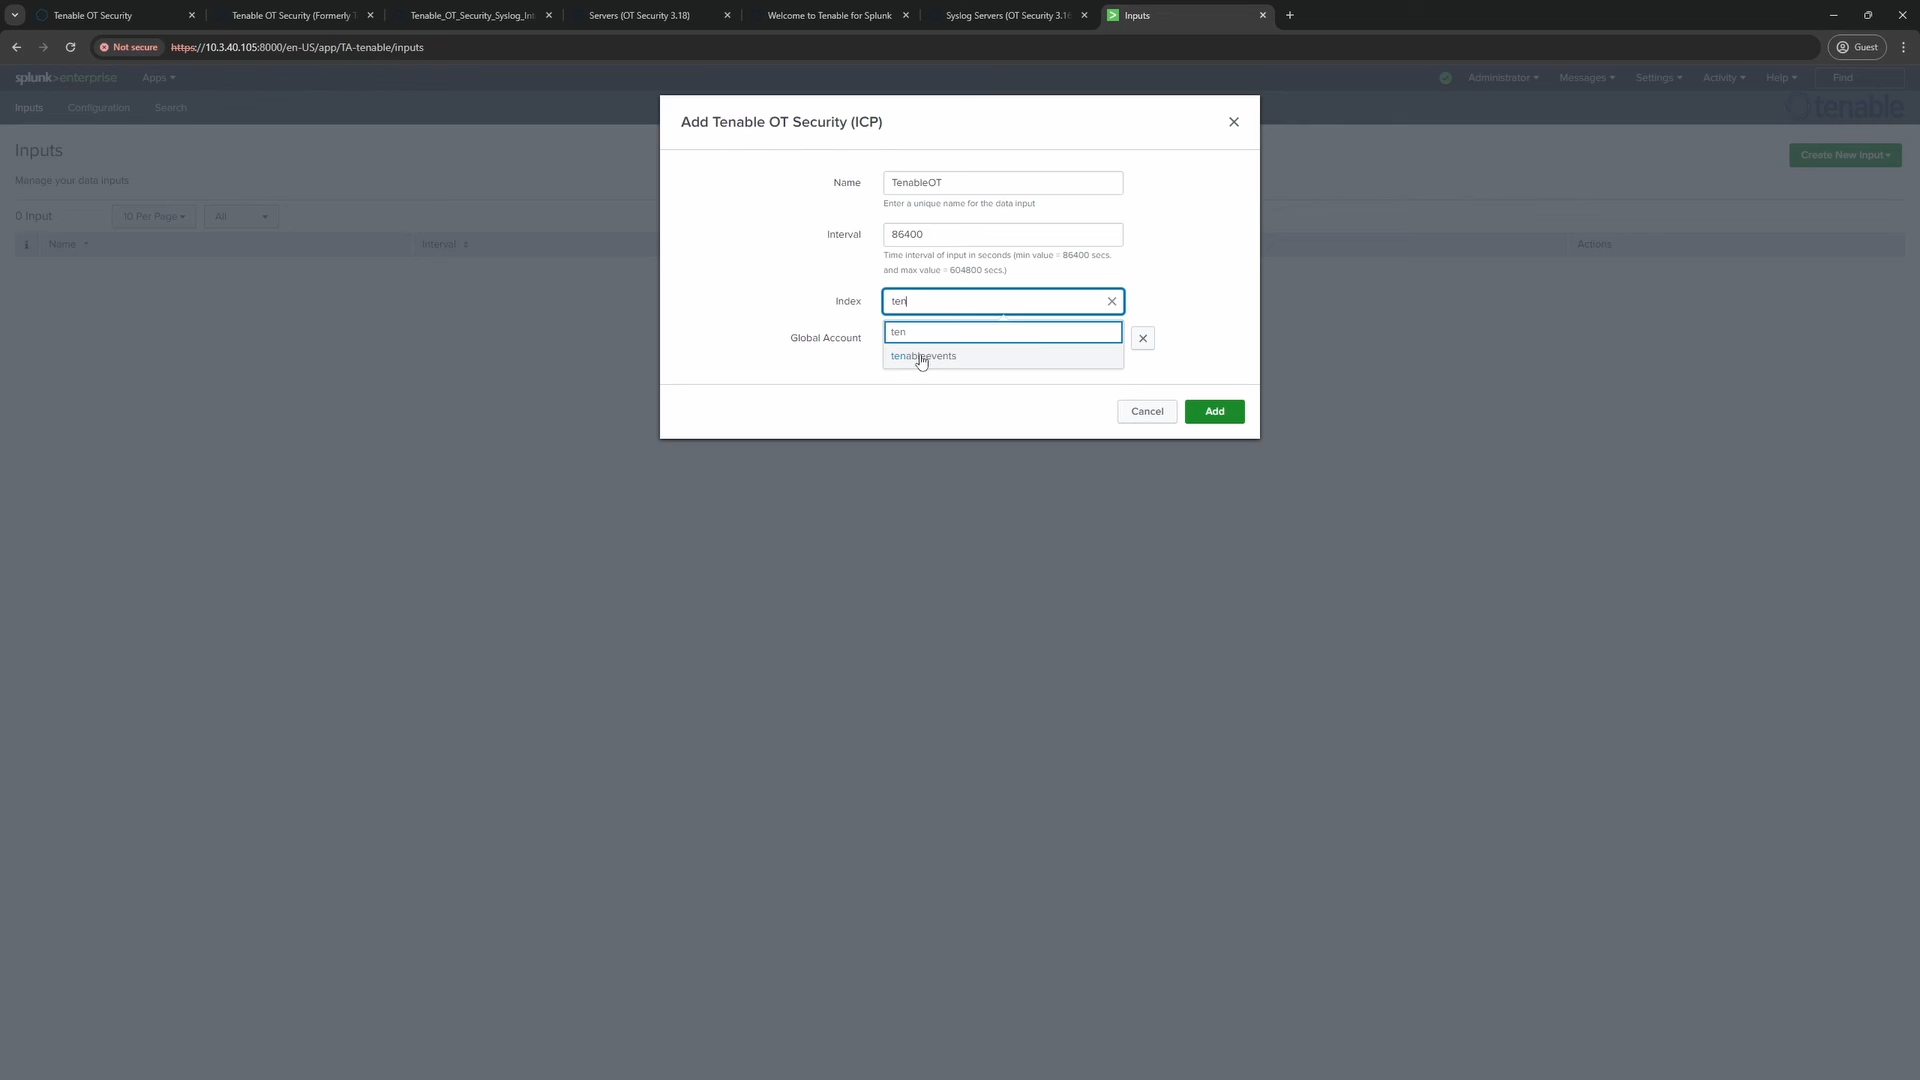 Tenable OT Security
Tenable OT Security (Formerly T
Tenable_OT_Security_Syslog_Int
Servers (OT Security 3.18)
Welcome to Tenable for Splunk
Syslog Servers (OT Security 3.18
Inputs
Not secure
https://10.3.40.105:8000/en-US/app/TA-tenable/inputs
Guest
splunk>enterprise
Apps
Administrator
Messages
Settings
Activity
Help
Find
Inputs
Configuration
Search
tenable
Inputs
Create New Input
Manage your data inputs
0 Input
10 Per Page
All
i
Name
Interval
Actions
Add Tenable OT Security (ICP)
Name
TenableOT
Enter a unique name for the data input
Interval
86400
Time interval of input in seconds (min value = 86400 secs.
and max value = 604800 secs.)
Index
ten
Global Account
ten
tenableevents
Cancel
Add